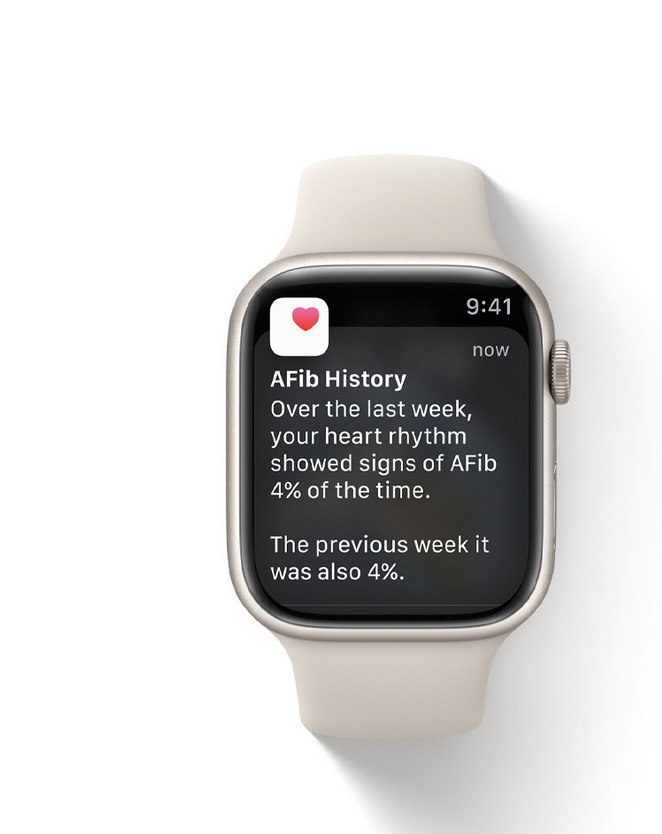 9:41
now
AFib History
Over the last week,
your heart rhythm
showed signs of AFib
4% of the time.
The previous week it
was also 4%.